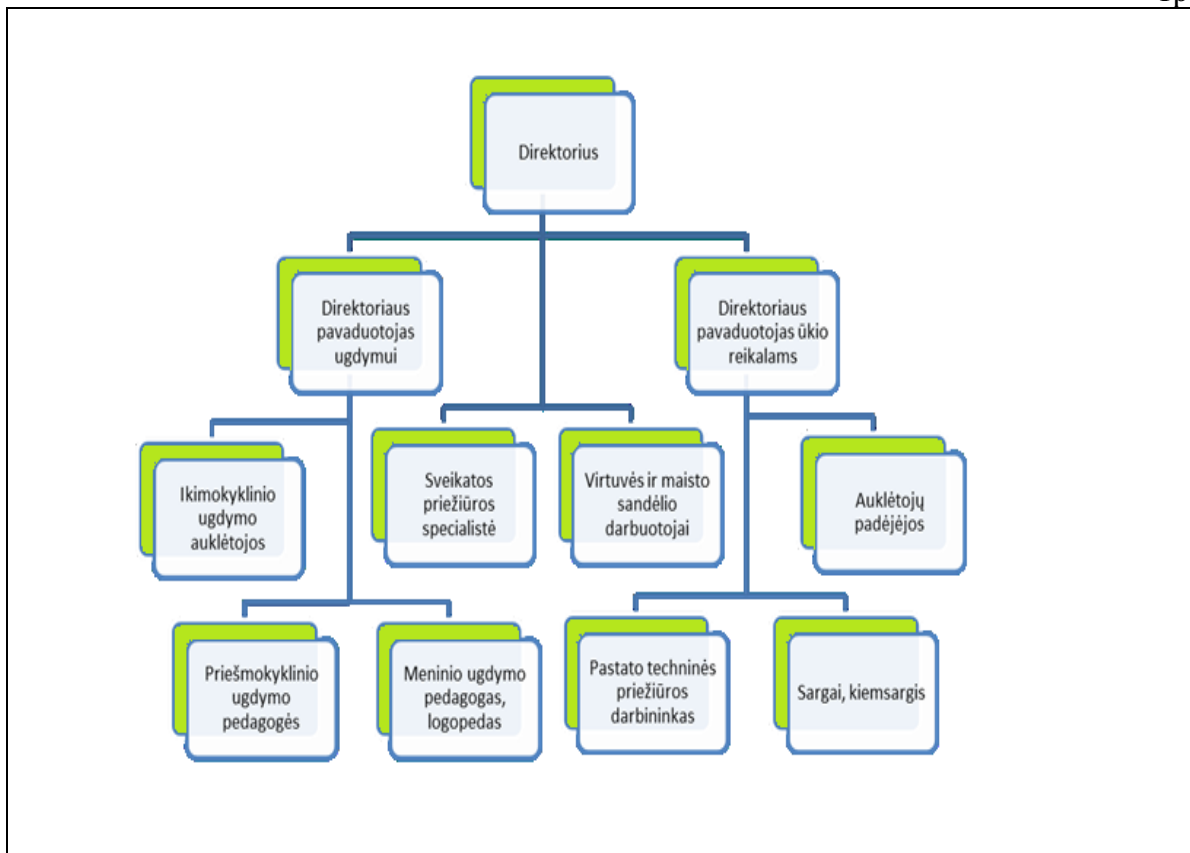 Direktorius
Direktoriaus
pavaduotojas
ugdymui
Direktoriaus
pavaduotojas ūkio
reikalams
Ikimokyklinio
ugdymo
auklėtojos
Sveikatos
priežiūros
specialistė
Virtuvės ir maisto
sandėlio
darbuotojai
Auklėtojų
padėjėjos
Priešmokyklinio
ugdymo
pedagogės
Meninio ugdymo
pedagogas,
logopedas
Pastato techninės
priežiūros
darbininkas
Sargai, kiemsargis